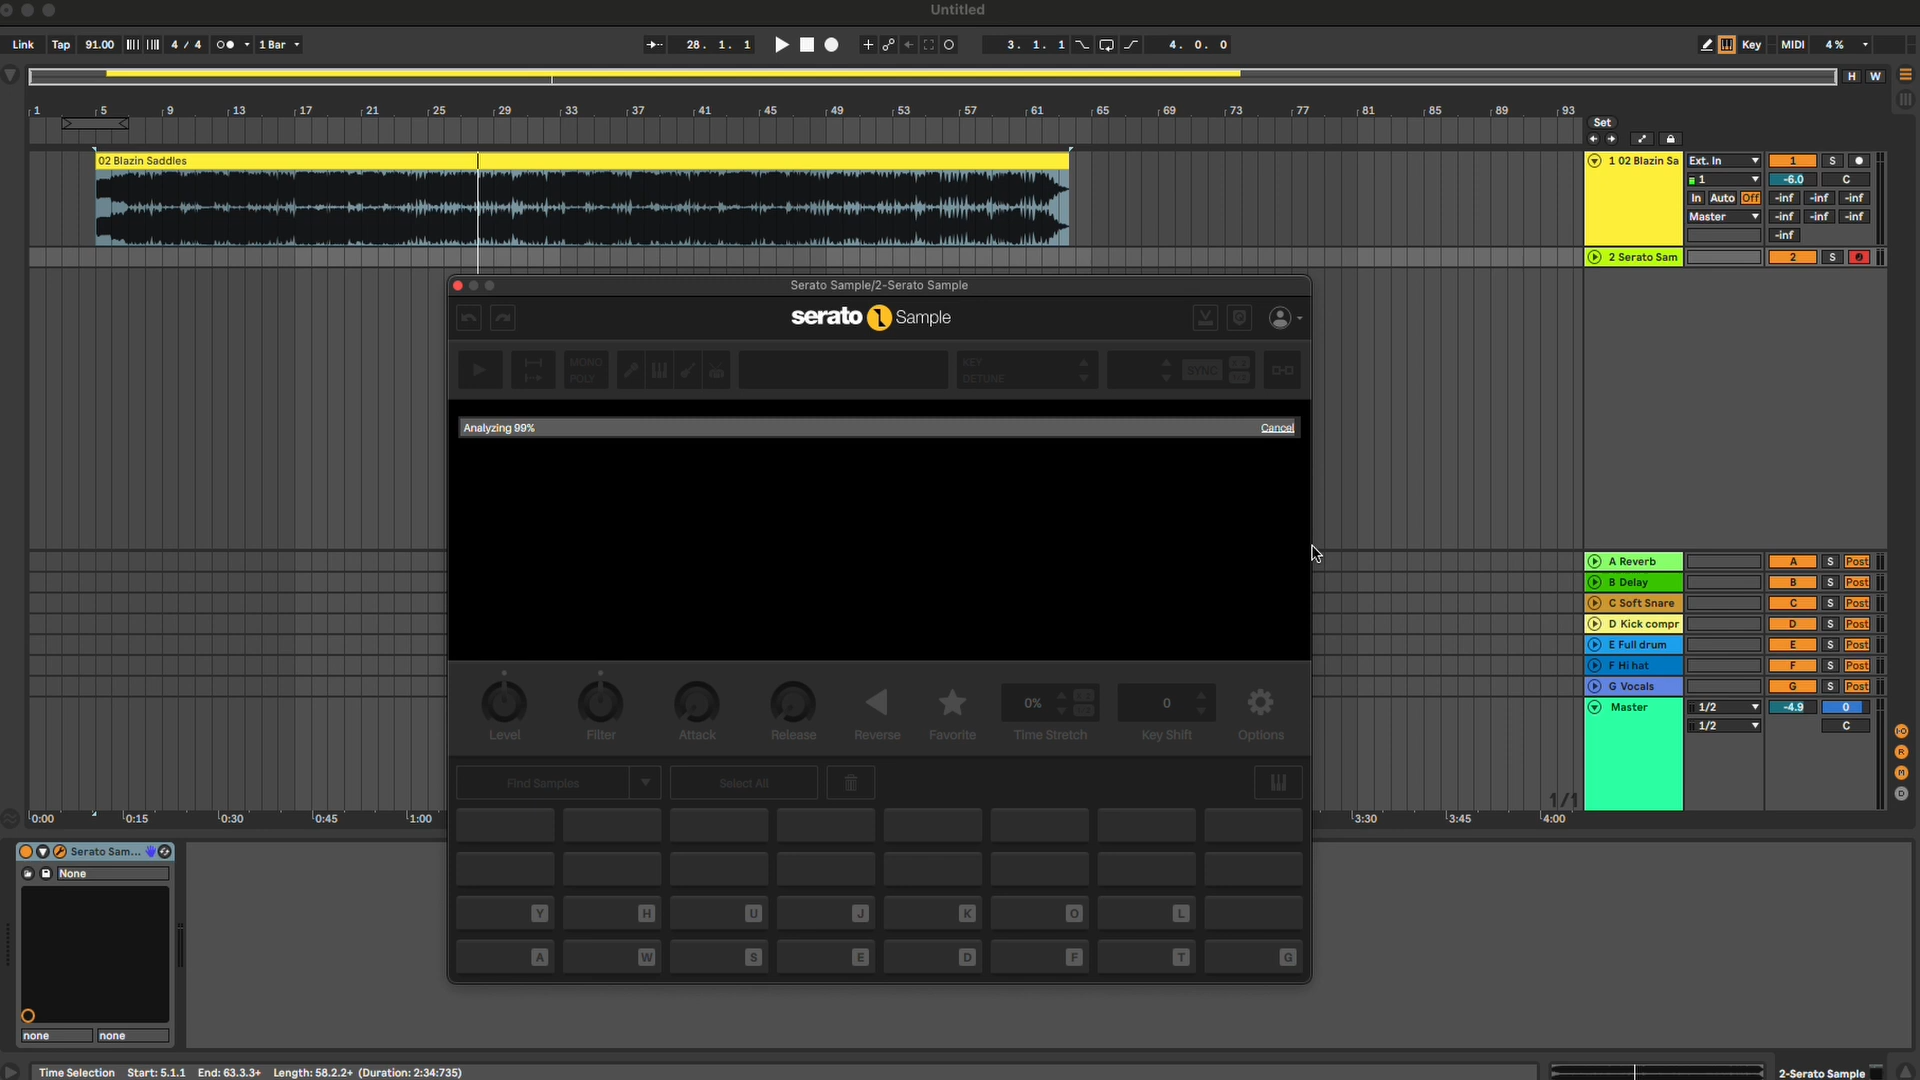 Untitled
Link Tap 91.00 4 / 4 1 Bar 28. 1. 1 3. 1. 1 4. 0. 0 Key MIDI 4%
H W
1 5 9 13 17 21 25 29 33 37 41 45 49 53 57 61 65 69 73 77 81 85 89 93
Set
02 Blazin Saddles
1 02 Blazin Sa Ext. In 1 S
1 -6.0 C
In Auto Off -inf -inf -inf
Master -inf -inf -inf
-inf
2 Serato Sam 2 S
Serato Sample/2-Serato Sample
serato Sample
MONO
POLY
KEY
DETUNE
SYNC
Analyzing 99% Cancel
A Reverb A S Post
B Delay B S Post
C Soft Snare C S Post
D Kick compr D S Post
E Full drum E S Post
F Hi hat F S Post
G Vocals G S Post
Master 1/2 -4.9 0
1/2 C
0% 0
Level Filter Attack Release Reverse Favorite Time Stretch Key Shift Options
Find Samples Select All
1/1
0:00 0:15 0:30 0:45 1:00 3:30 3:45 4:00
R
M
D
Serato Sam...
None
Y H U J K O L
A W S E D F T G
none none
Time Selection Start: 5.1.1 End: 63.3.3+ Length: 58.2.2+ (Duration: 2:34:735)
2-Serato Sample